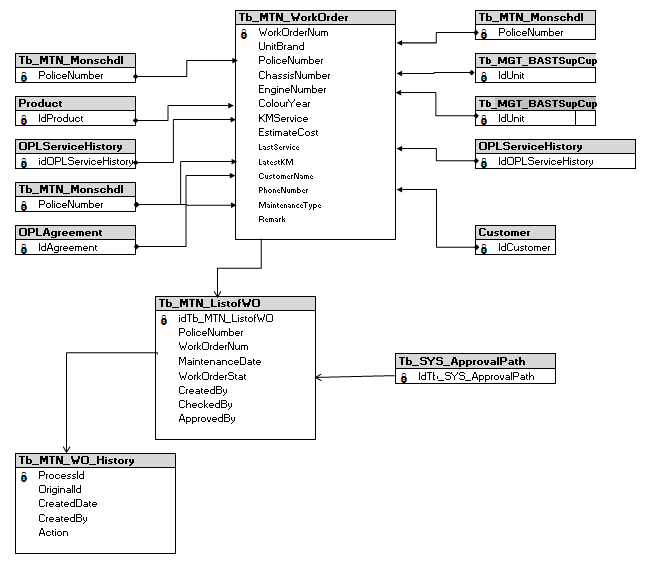 Tb_MTN_WorkOrder
WorkOrderNum
UnitBrand
PoliceNumber
ChassisNumber
EngineNumber
ColourYear
KMService
EstimateCost
LastService
LatestKM
CustomerName
PhoneNumber
MaintenanceType
Remark
Tb_MTN_Monschdl
PoliceNumber
Product
IdProduct
OPLServiceHistory
idOPLServiceHistory
Tb_MTN_Monschdl
PoliceNumber
OPLAgreement
IdAgreement
Tb_MTN_Monschdl
PoliceNumber
Tb_MGT_BASTSupCup
IdUnit
Tb_MGT_BASTSupCup
IdUnit
OPLServiceHistory
IdOPLServiceHistory
Customer
IdCustomer
Tb_MTN_ListofWO
idTb_MTN_ListofWO
PoliceNumber
WorkOrderNum
MaintenanceDate
WorkOrderStat
CreatedBy
CheckedBy
ApprovedBy
Tb_SYS_ApprovalPath
IdTb_SYS_ApprovalPath
Tb_MTN_WO_History
ProcessId
OriginalId
CreatedDate
CreatedBy
Action